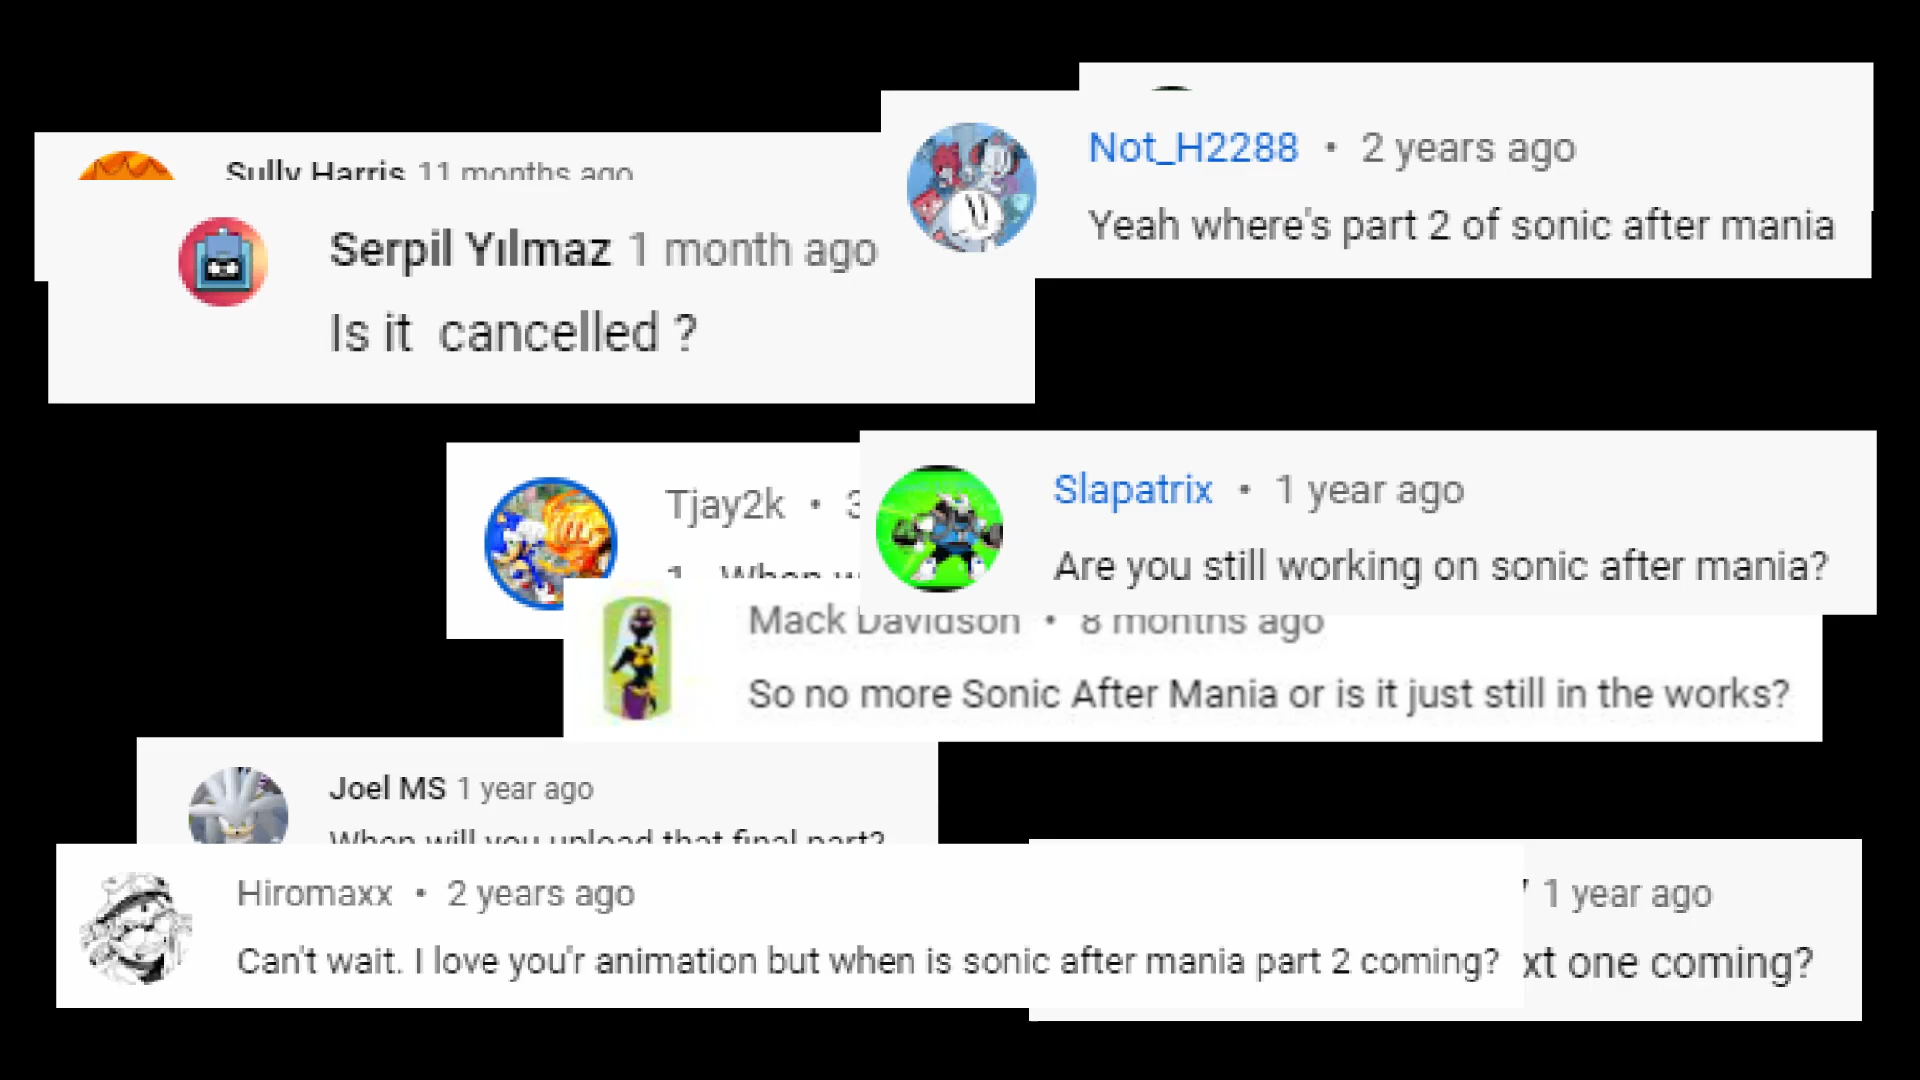 Sully Harris 11 months ago
Serpil Yılmaz 1 month ago
Is it  cancelled ?
Not_H2288 • 2 years ago
Yeah where's part 2 of sonic after mania
Tjay2k • 3
1. When
Slapatrix • 1 year ago
Are you still working on sonic after mania?
Mack Davidson • 8 months ago
So no more Sonic After Mania or is it just still in the works?
Joel MS 1 year ago
When will you upload that final part?
Hiromaxx • 2 years ago
Can't wait. I love you'r animation but when is sonic after mania part 2 coming?
1 year ago
xt one coming?